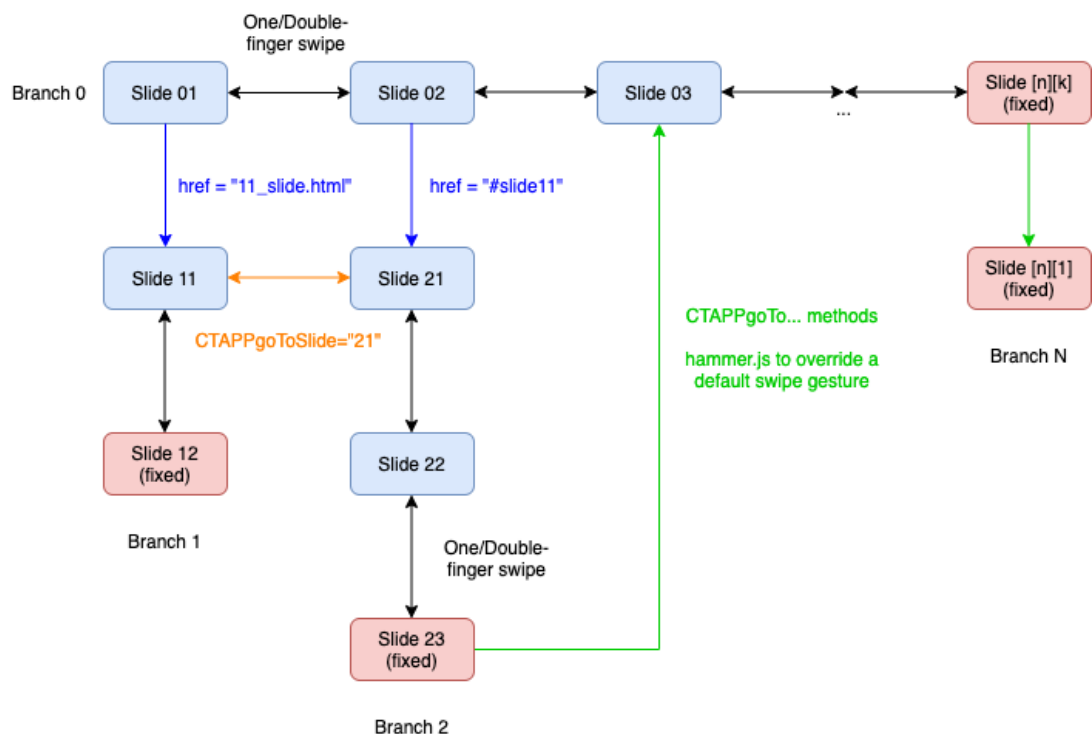 One/Double-
finger swipe
Branch 0
Slide 01
Slide 02
Slide 03
...
Slide [n][k]
(fixed)
href = "11_slide.html"
href = "#slide11"
Slide 11
Slide 21
Slide [n][1]
(fixed)
CTAPPgoToSlide="21"
CTAPPgoTo... methods
hammer.js to override a
default swipe gesture
Branch N
Slide 12
(fixed)
Slide 22
Branch 1
One/Double-
finger swipe
Slide 23
(fixed)
Branch 2